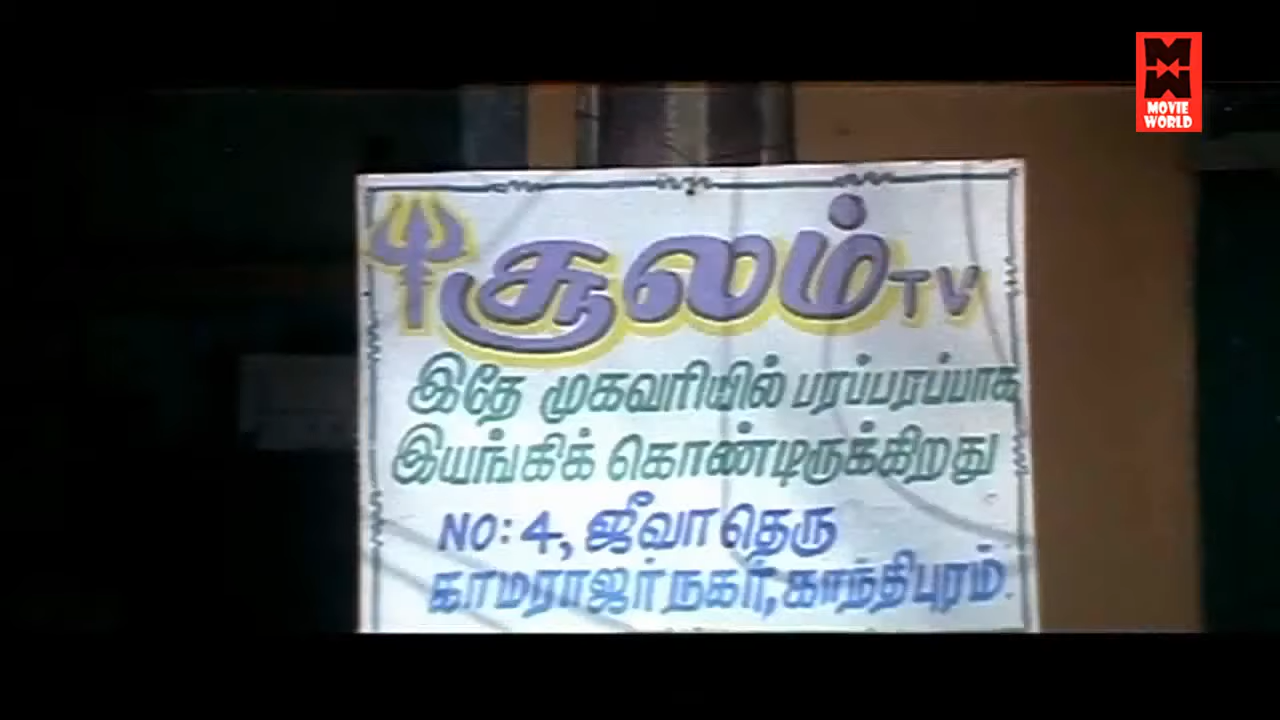 MOVIE
WORLD
சூலம் TV
இதே முகவரியில் பரப்பரப்பாக
இயங்கிக் கொண்டிருக்கிறது
NO: 4, ஜீவா தெரு
காமராஜர் நகர், காந்திபுரம்.